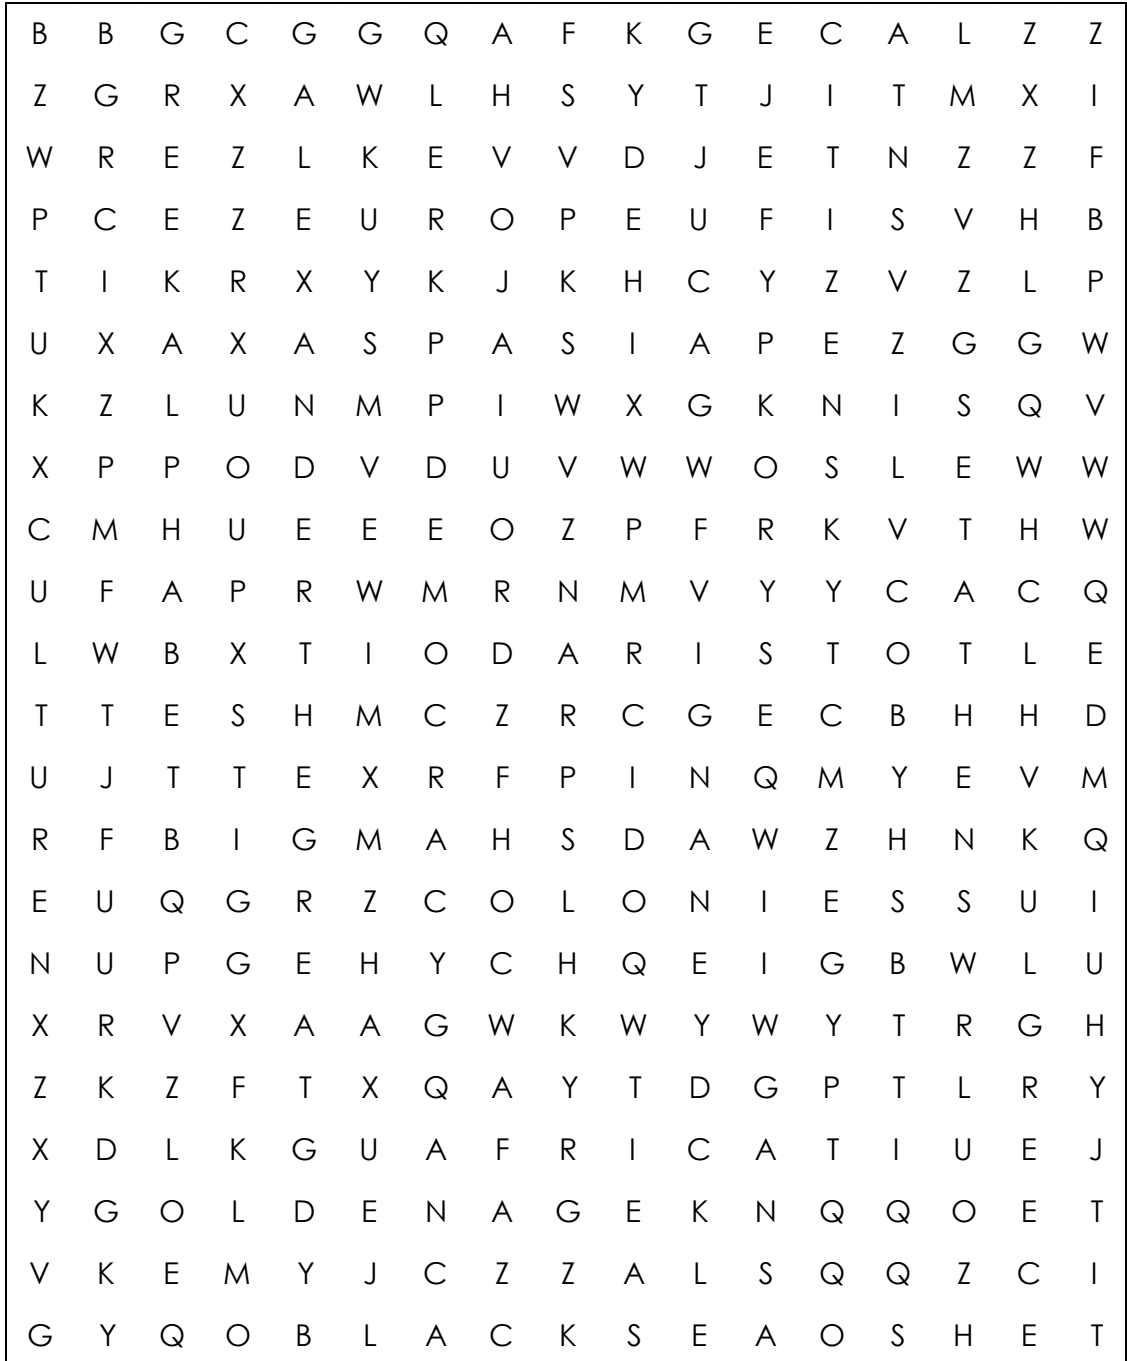 B B G C G G Q A F K G E C A L Z Z
Z G R X A W L H S Y T J I T M X I
W R E Z L K E V V D J E T N Z Z F
P C E Z E U R O P E U F I S V H B
T I K R X Y K J K H C Y Z V Z L P
U X A X A S P A S I A P E Z G G W
K Z L U N M P I W X G K N I S Q V
X P P O D V D U V W W O S L E W W
C M H U E E E O Z P F R K V T H W
U F A P R W M R N M V Y Y C A C Q
L W B X T I O D A R I S T O T L E
T T E S H M C Z R C G E C B H H D
U J T T E X R F P I N Q M Y E V M
R F B I G M A H S D A W Z H N K Q
E U Q G R Z C O L O N I E S S U I
N U P G E H Y C H Q E I G B W L U
X R V X A A G W K W Y W Y T R G H
Z K Z F T X Q A Y T D G P T L R Y
X D L K G U A F R I C A T I U E J
Y G O L D E N A G E K N Q Q O E T
V K E M Y J C Z Z A L S Q Q Z C I
G Y Q O B L A C K S E A O S H E T